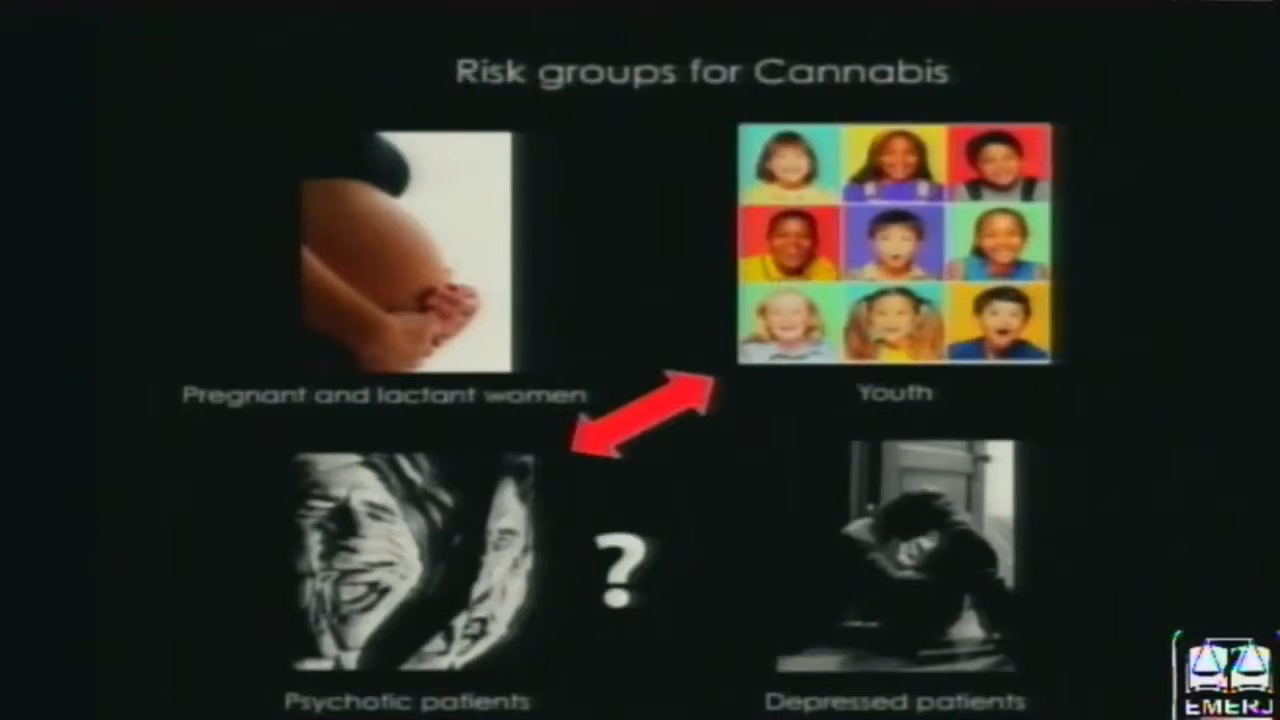 Risk groups for Cannabis
Pregnant and lactant women
Youth
?
Psychotic patients
Depressed patients
EMERJ